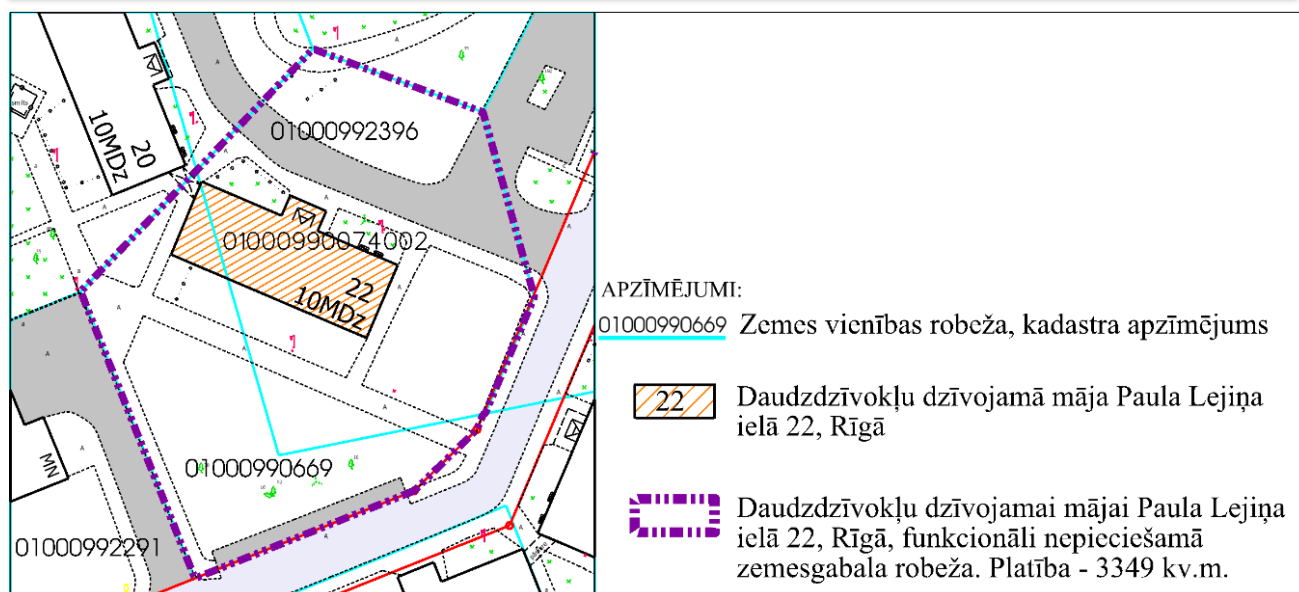 20
10MDz
01000992396
01000990074002
22
10MDz
01000990669
01000992291
MN
APZĪMĒJUMI:
01000990669 Zemes vienības robeža, kadastra apzīmējums
22 Daudzdzīvokļu dzīvojamā māja Paula Lejiņa
ielā 22, Rīgā
Daudzdzīvokļu dzīvojamai mājai Paula Lejiņa
ielā 22, Rīgā, funkcionāli nepieciešamā
zemesgabala robeža. Platība - 3349 kv.m.